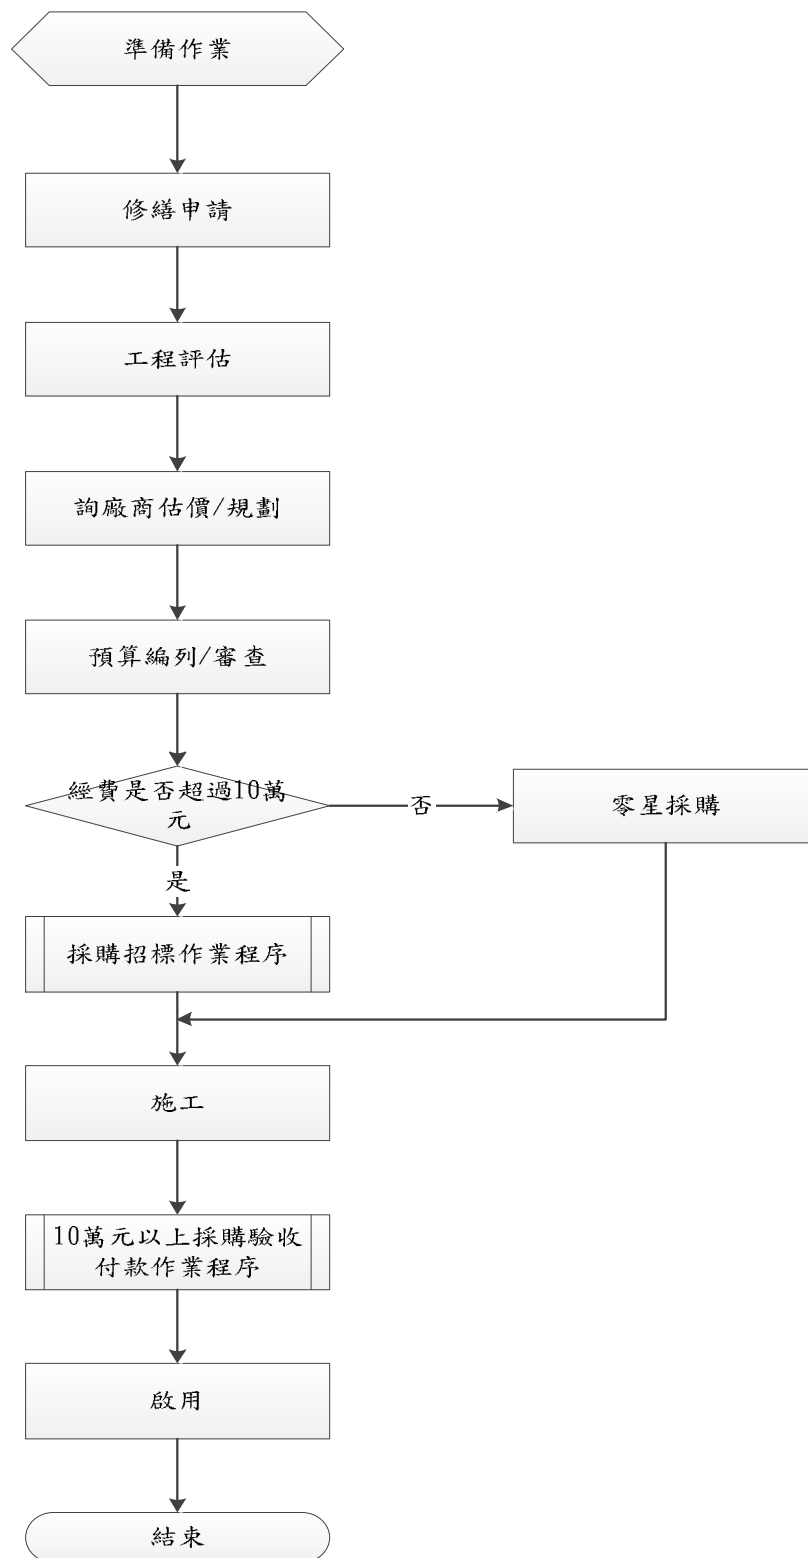 準備作業
修繕申請
工程評估
詢廠商估價/規劃
預算編列/審查
經費是否超過10萬
元
否
零星採購
是
採購招標作業程序
施工
10萬元以上採購驗收
付款作業程序
啟用
結束